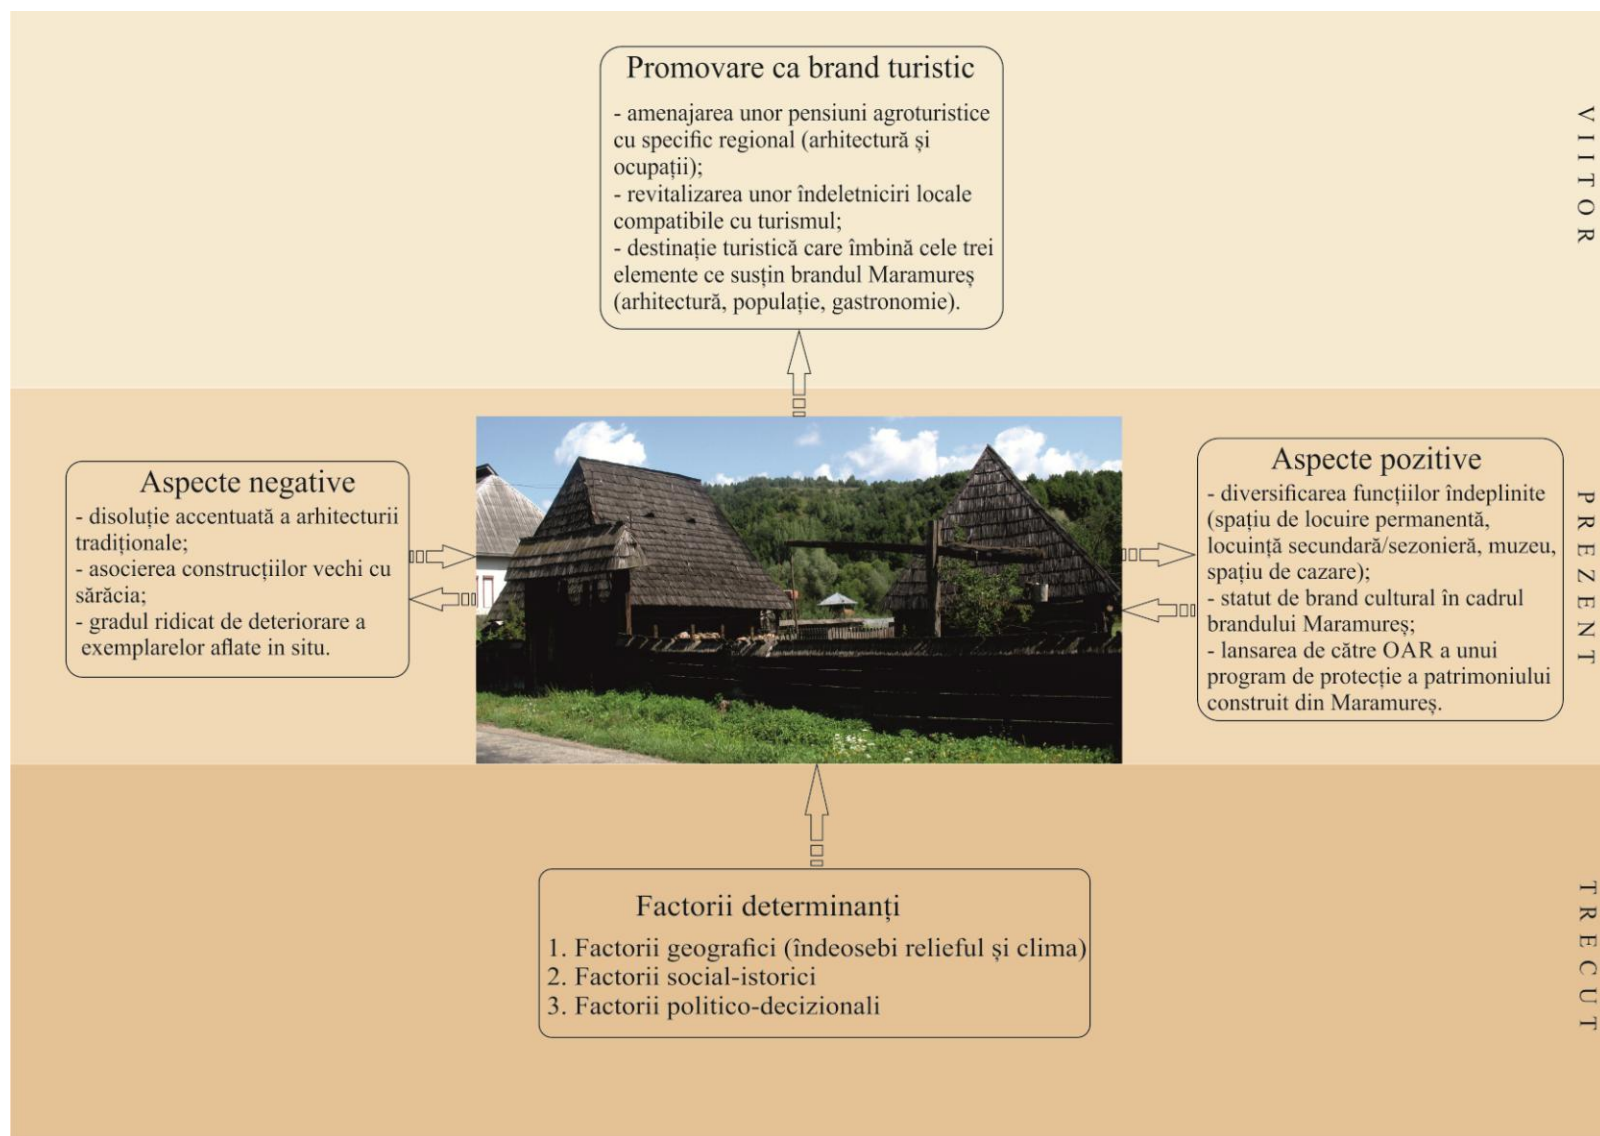 Promovare ca brand turistic
- amenajarea unor pensiuni agroturistice
cu specific regional (arhitectură și
ocupații);
- revitalizarea unor îndeletniciri locale
compatibile cu turismul;
- destinație turistică care îmbină cele trei
elemente ce susțin brandul Maramureș
(arhitectură, populație, gastronomie).
VIITOR
Aspecte negative
- disoluție accentuată a arhitecturii
tradiționale;
- asocierea construcțiilor vechi cu
sărăcia;
- gradul ridicat de deteriorare a
exemplarelor aflate in situ.
Aspecte pozitive
- diversificarea funcțiilor îndeplinite
(spațiu de locuire permanentă,
locuință secundară/sezonieră, muzeu,
spațiu de cazare);
- statut de brand cultural în cadrul
brandului Maramureș;
- lansarea de către OAR a unui
program de protecție a patrimoniului
construit din Maramureș.
PREZENT
Factorii determinanți
1. Factorii geografici (îndeosebi relieful și clima)
2. Factorii social-istorici
3. Factorii politico-decizionali
TRECUT